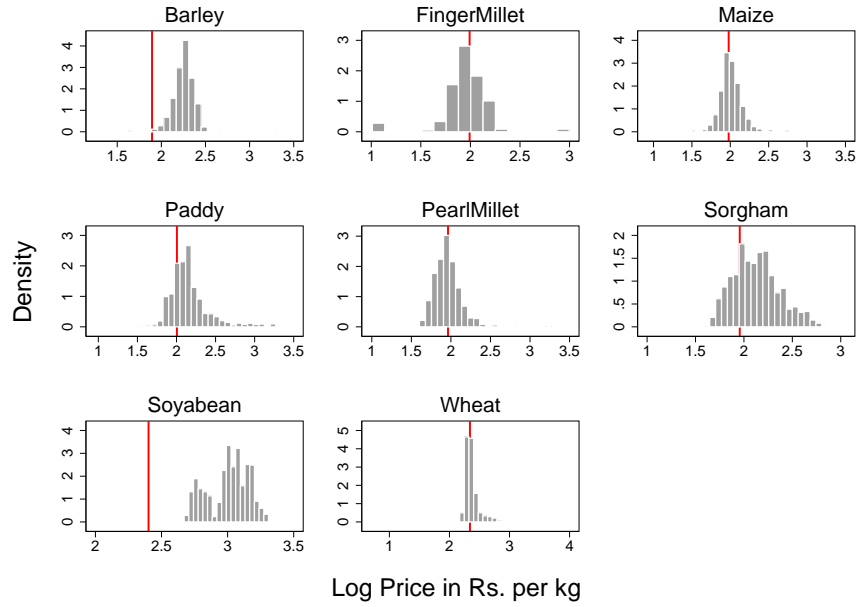 Barley
FingerMillet
Maize
0 1 2 3 4
1.5 2 2.5 3 3.5
0 1 2 3
1 1.5 2 2.5 3
0 1 2 3 4
1 1.5 2 2.5 3 3.5
Paddy
PearlMillet
Sorgham
0 1 2 3
1 1.5 2 2.5 3 3.5
0 1 2 3
1 1.5 2 2.5 3 3.5
0 .5 1 1.5 2
1 1.5 2 2.5 3
Density
Soyabean
Wheat
0 1 2 3 4
2 2.5 3 3.5
0 1 2 3 4 5
1 2 3 4
Log Price in Rs. per kg